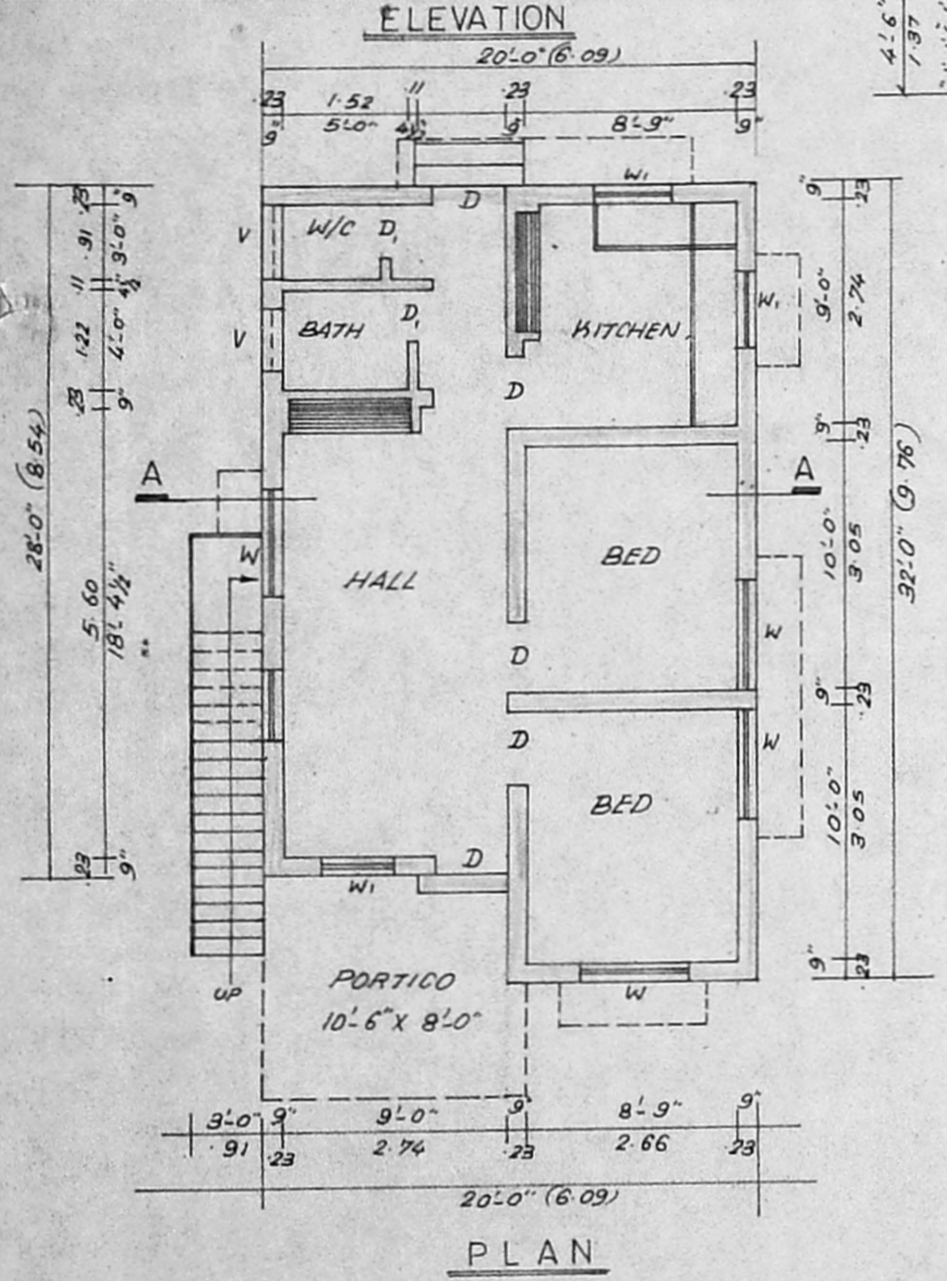 ELEVATION
20'-0" (6.09)
.23 1.52 .11 .23 .23
9" 5'-0" 4½" 9" 8'-9" 9"
4'-6"
1.37
W1
D
W/C D1
V
BATH D1
V
KITCHEN
W1
D
A A
HALL
BED
W
W
D
D
W
BED
D
W1
W
UP
PORTICO
10'-6" X 8'-0"
28'-0" (8.54)
.23 9"
.91 3'-0"
.11 4½"
1.22 4'-0"
.23 9"
5.60
18'-4½"
.23 9"
9" .23
9'-0"
2.74
9" .23
10'-0"
3.05
9" .23
10'-0"
3.05
9" .23
32'-0" (9.76)
3'-0" 9" 9'-0" 9" 8'-9" 9"
.91 .23 2.74 .23 2.66 .23
20'-0" (6.09)
PLAN